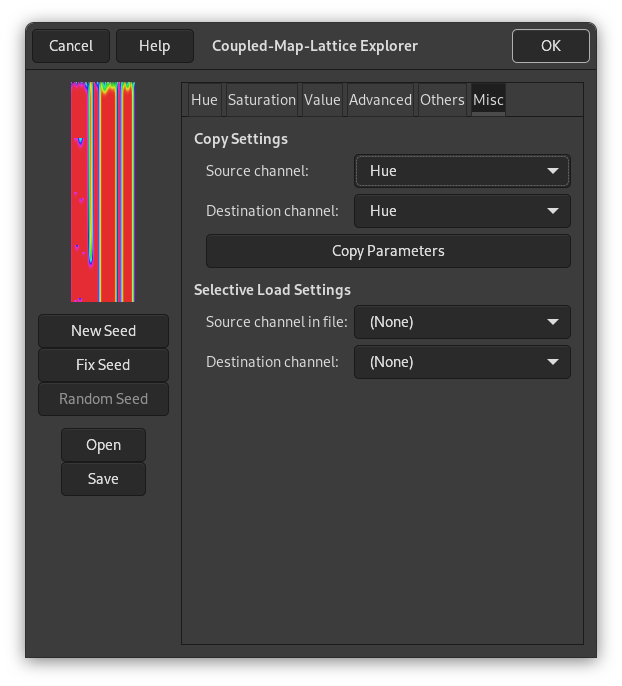 Cancel Help Coupled-Map-Lattice Explorer OK
Hue Saturation Value Advanced Others Misc
Copy Settings
Source channel: Hue
Destination channel: Hue
Copy Parameters
Selective Load Settings
Source channel in file: (None)
Destination channel: (None)
New Seed
Fix Seed
Random Seed
Open
Save